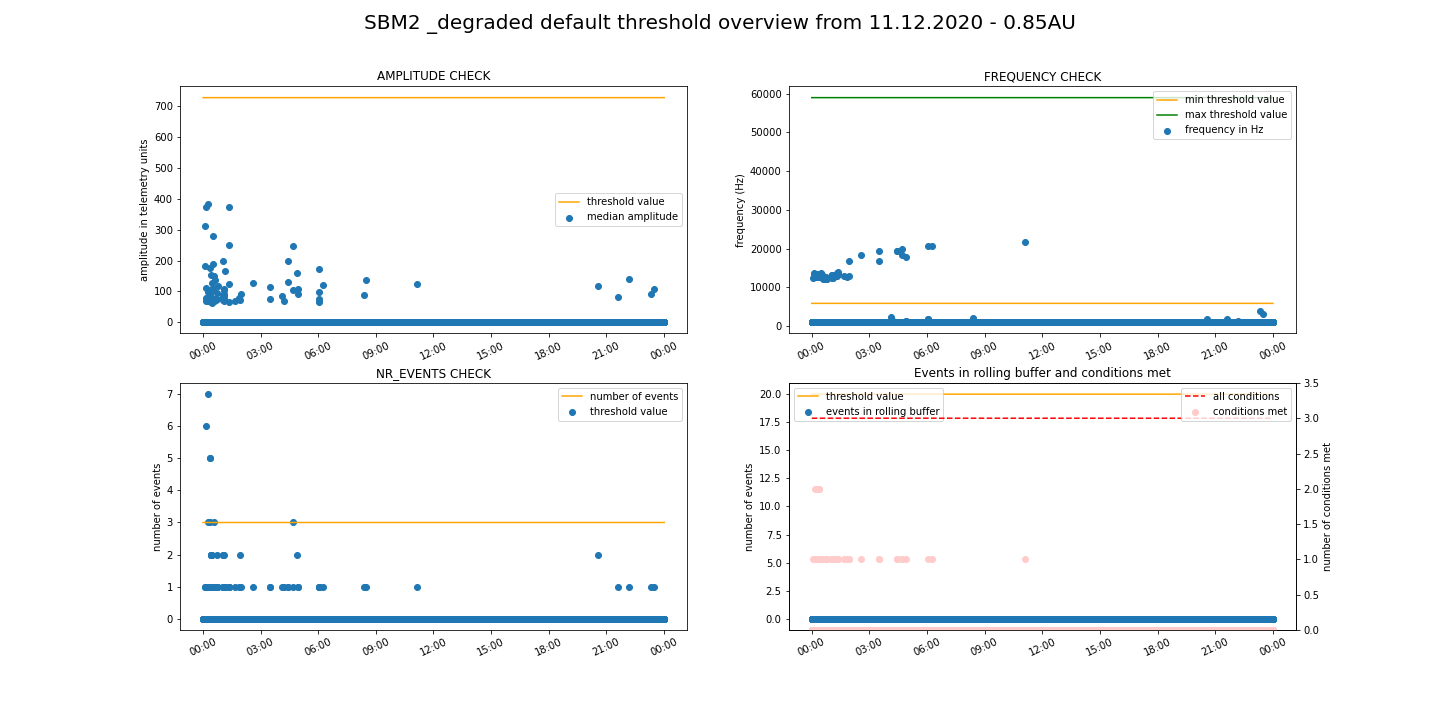 SBM2 _degraded default threshold overview from 11.12.2020 - 0.85AU
AMPLITUDE CHECK
amplitude in telemetry units
700
600
500
400
300
200
100
0
threshold value
median amplitude
00:00 03:00 06:00 09:00 12:00 15:00 18:00 21:00 00:00
FREQUENCY CHECK
frequency (Hz)
60000
50000
40000
30000
20000
10000
0
min threshold value
max threshold value
frequency in Hz
00:00 03:00 06:00 09:00 12:00 15:00 18:00 21:00 00:00
NR_EVENTS CHECK
number of events
7
6
5
4
3
2
1
0
number of events
threshold value
00:00 03:00 06:00 09:00 12:00 15:00 18:00 21:00 00:00
Events in rolling buffer and conditions met
number of events
20.0
17.5
15.0
12.5
10.0
7.5
5.0
2.5
0.0
threshold value
events in rolling buffer
all conditions
conditions met
3.5
3.0
2.5
2.0
1.5
1.0
0.5
0.0
number of conditions met
00:00 03:00 06:00 09:00 12:00 15:00 18:00 21:00 00:00